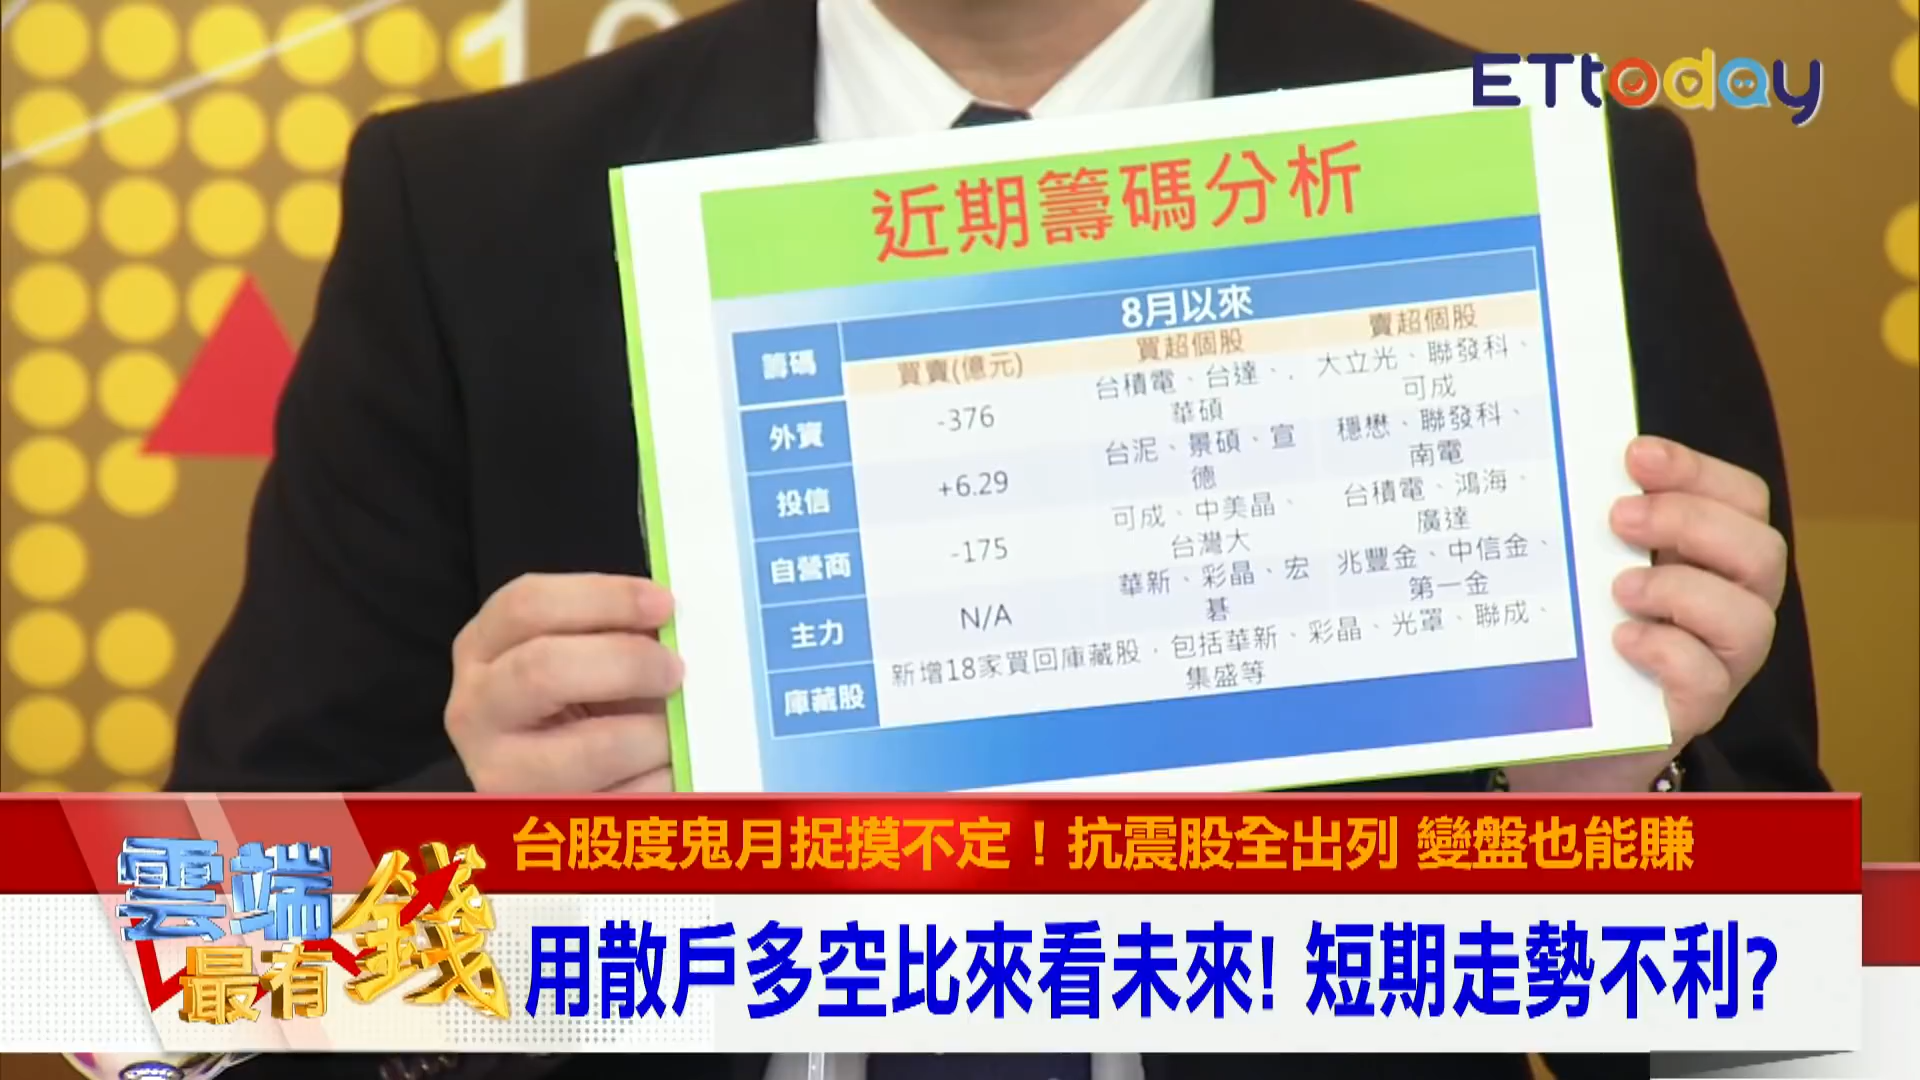 ETtoday
近期籌碼分析
籌碼
8月以來
買賣(億元)
買超個股
賣超個股
外資
-376
台積電、台達、
華碩
大立光、聯發科、
可成
投信
+6.29
台泥、景碩、宣
德
穩懋、聯發科、
南電
自營商
-175
可成、中美晶、
台灣大
台積電、鴻海、
廣達
主力
N/A
華新、彩晶、宏
碁
兆豐金、中信金、
第一金
庫藏股
新增18家買回庫藏股，包括華新、彩晶、光罩、聯成、
集盛等
雲端
最有錢
台股度鬼月捉摸不定！抗震股全出列 變盤也能賺
用散戶多空比來看未來! 短期走勢不利?